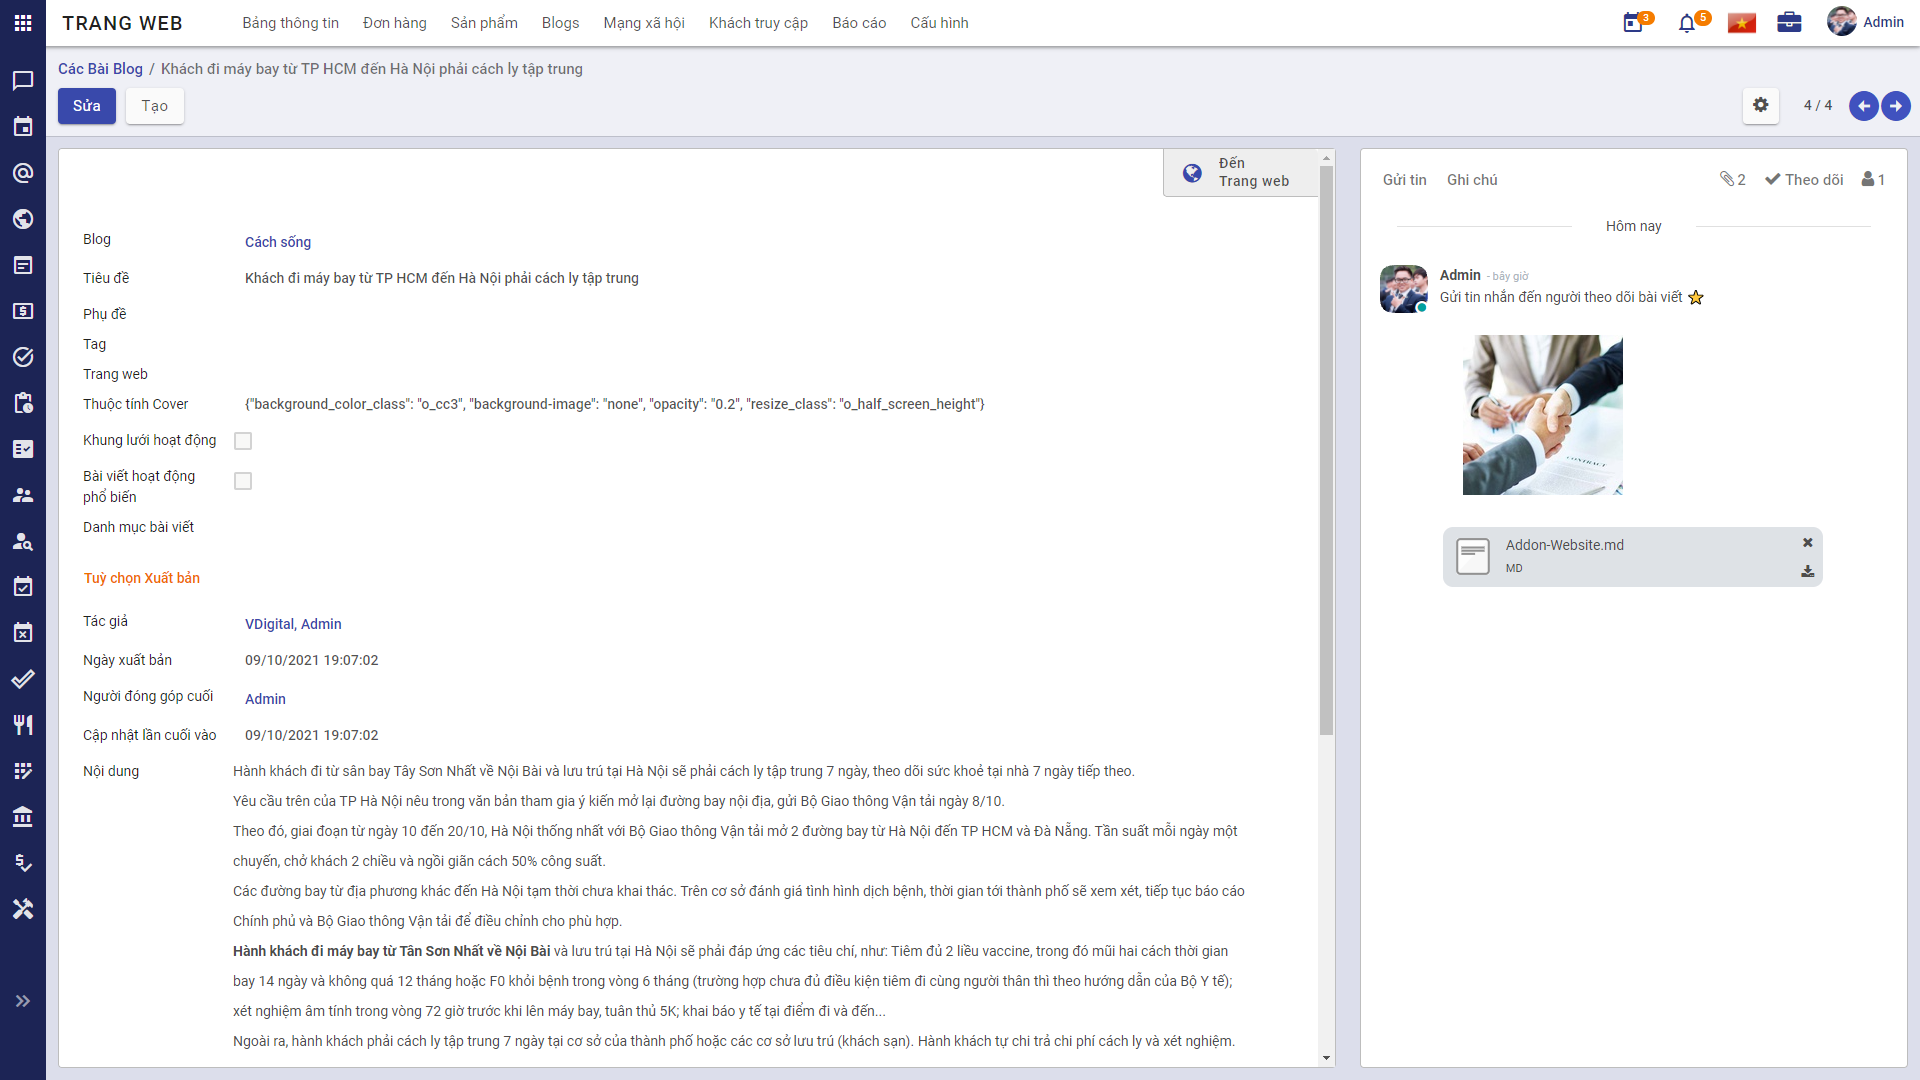 TRANG WEB
Bảng thông tin Đơn hàng Sản phẩm Blogs Mạng xã hội Khách truy cập Báo cáo Cấu hình
3 5 Admin
Các Bài Blog / Khách đi máy bay từ TP HCM đến Hà Nội phải cách ly tập trung
Sửa Tạo
4 / 4
Đến
Trang web
Blog Cách sống
Tiêu đề Khách đi máy bay từ TP HCM đến Hà Nội phải cách ly tập trung
Phụ đề
Tag
Trang web
Thuộc tính Cover {"background_color_class": "o_cc3", "background-image": "none", "opacity": "0.2", "resize_class": "o_half_screen_height"}
Khung lưới hoạt động
Bài viết hoạt động
phổ biến
Danh mục bài viết
Tuỳ chọn Xuất bản
Tác giả VDigital, Admin
Ngày xuất bản 09/10/2021 19:07:02
Người đóng góp cuối Admin
Cập nhật lần cuối vào 09/10/2021 19:07:02
Nội dung Hành khách đi từ sân bay Tây Sơn Nhất về Nội Bài và lưu trú tại Hà Nội sẽ phải cách ly tập trung 7 ngày, theo dõi sức khoẻ tại nhà 7 ngày tiếp theo.
Yêu cầu trên của TP Hà Nội nêu trong văn bản tham gia ý kiến mở lại đường bay nội địa, gửi Bộ Giao thông Vận tải ngày 8/10.
Theo đó, giai đoạn từ ngày 10 đến 20/10, Hà Nội thống nhất với Bộ Giao thông Vận tải mở 2 đường bay từ Hà Nội đến TP HCM và Đà Nẵng. Tần suất mỗi ngày một
chuyến, chở khách 2 chiều và ngồi giãn cách 50% công suất.
Các đường bay từ địa phương khác đến Hà Nội tạm thời chưa khai thác. Trên cơ sở đánh giá tình hình dịch bệnh, thời gian tới thành phố sẽ xem xét, tiếp tục báo cáo
Chính phủ và Bộ Giao thông Vận tải để điều chỉnh cho phù hợp.
Hành khách đi máy bay từ Tân Sơn Nhất về Nội Bài và lưu trú tại Hà Nội sẽ phải đáp ứng các tiêu chí, như: Tiêm đủ 2 liều vaccine, trong đó mũi hai cách thời gian
bay 14 ngày và không quá 12 tháng hoặc F0 khỏi bệnh trong vòng 6 tháng (trường hợp chưa đủ điều kiện tiêm đi cùng người thân thì theo hướng dẫn của Bộ Y tế);
xét nghiệm âm tính trong vòng 72 giờ trước khi lên máy bay, tuân thủ 5K; khai báo y tế tại điểm đi và đến...
Ngoài ra, hành khách phải cách ly tập trung 7 ngày tại cơ sở của thành phố hoặc các cơ sở lưu trú (khách sạn). Hành khách tự chi trả chi phí cách ly và xét nghiệm.
Gửi tin Ghi chú 2 Theo dõi 1
Hôm nay
Admin - bây giờ
Gửi tin nhắn đến người theo dõi bài viết
CONTRACT
Addon-Website.md
MD